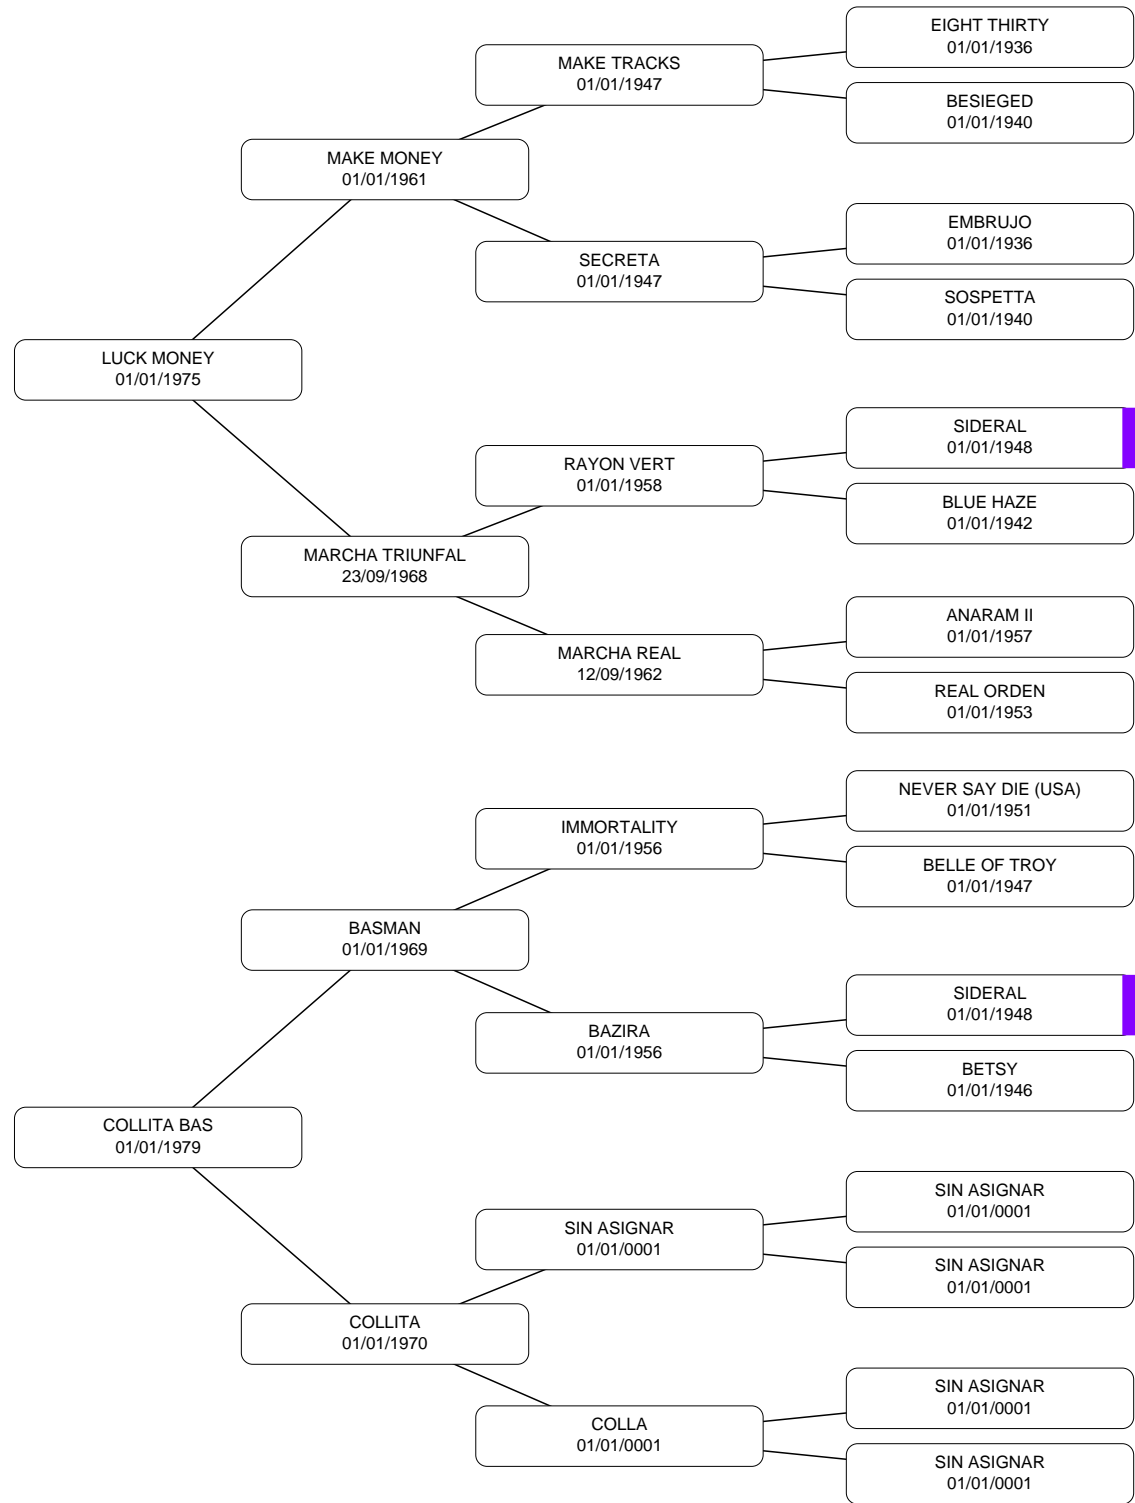 EIGHT THIRTY
01/01/1936
MAKE TRACKS
01/01/1947
BESIEGED
01/01/1940
MAKE MONEY
01/01/1961
EMBRUJO
01/01/1936
SECRETA
01/01/1947
SOSPETTA
01/01/1940
LUCK MONEY
01/01/1975
SIDERAL
01/01/1948
RAYON VERT
01/01/1958
BLUE HAZE
01/01/1942
MARCHA TRIUNFAL
23/09/1968
ANARAM II
01/01/1957
MARCHA REAL
12/09/1962
REAL ORDEN
01/01/1953
NEVER SAY DIE (USA)
01/01/1951
IMMORTALITY
01/01/1956
BELLE OF TROY
01/01/1947
BASMAN
01/01/1969
SIDERAL
01/01/1948
BAZIRA
01/01/1956
BETSY
01/01/1946
COLLITA BAS
01/01/1979
SIN ASIGNAR
01/01/0001
SIN ASIGNAR
01/01/0001
SIN ASIGNAR
01/01/0001
COLLITA
01/01/1970
SIN ASIGNAR
01/01/0001
COLLA
01/01/0001
SIN ASIGNAR
01/01/0001